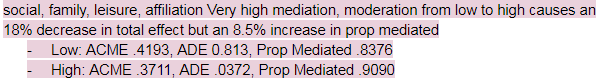 social, family, leisure, affiliation Very high mediation, moderation from low to high causes an
18% decrease in total effect but an 8.5% increase in prop mediated
- Low: ACME .4193, ADE 0.813, Prop Mediated .8376
- High: ACME .3711, ADE .0372, Prop Mediated .9090